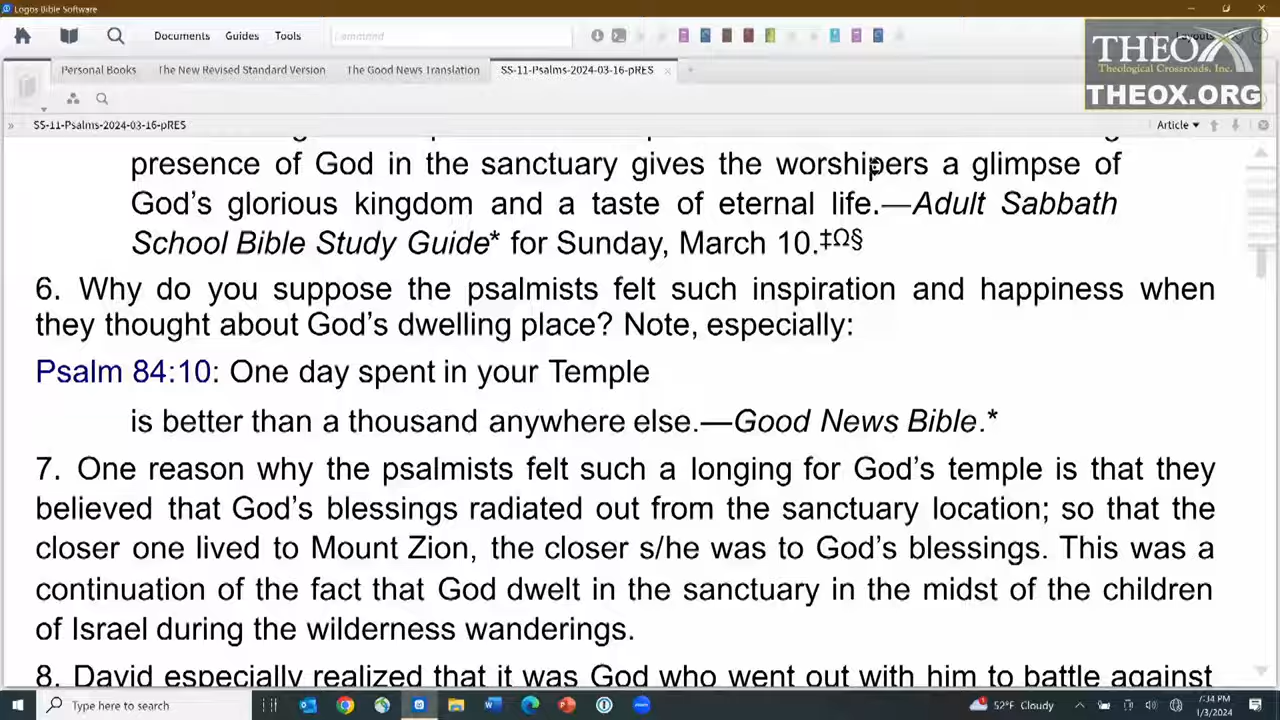 Logos Bible Software
Documents Guides Tools
Layouts
THEOX
Theological Crossroads, Inc.
THEOX.ORG
Personal Books
The New Revised Standard Version
SS-11-Psalms-2024-03-16-pRES
SS-11-Psalms-2024-03-16-pRES
Article
presence of God in the sanctuary gives the worshipers a glimpse of
God's glorious kingdom and a taste of eternal life.—Adult Sabbath
School Bible Study Guide* for Sunday, March 10.‡Ω§
6. Why do you suppose the psalmists felt such inspiration and happiness when
they thought about God's dwelling place? Note, especially:
Psalm 84:10: One day spent in your Temple
is better than a thousand anywhere else.—Good News Bible.*
7. One reason why the psalmists felt such a longing for God's temple is that they
believed that God's blessings radiated out from the sanctuary location; so that the
closer one lived to Mount Zion, the closer s/he was to God's blessings. This was a
continuation of the fact that God dwelt in the sanctuary in the midst of the children
of Israel during the wilderness wanderings.
8. David especially realized that it was God who went out with him to battle against
Type here to search
52°F Cloudy
7:34 PM
1/3/2024